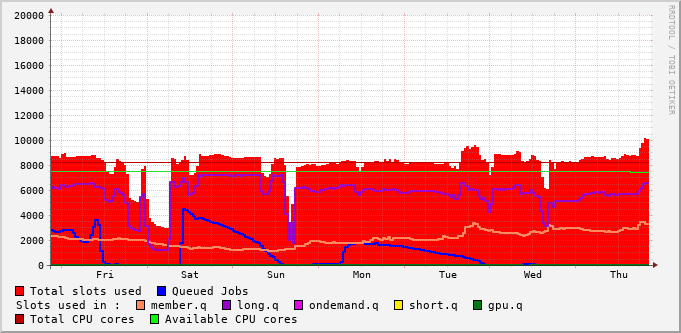 RRDTOOL / TOBI OETIKER
20000
18000
16000
14000
12000
10000
8000
6000
4000
2000
0
Fri Sat Sun Mon Tue Wed Thu
Total slots used Queued Jobs
Slots used in : member.q long.q ondemand.q short.q gpu.q
Total CPU cores Available CPU cores